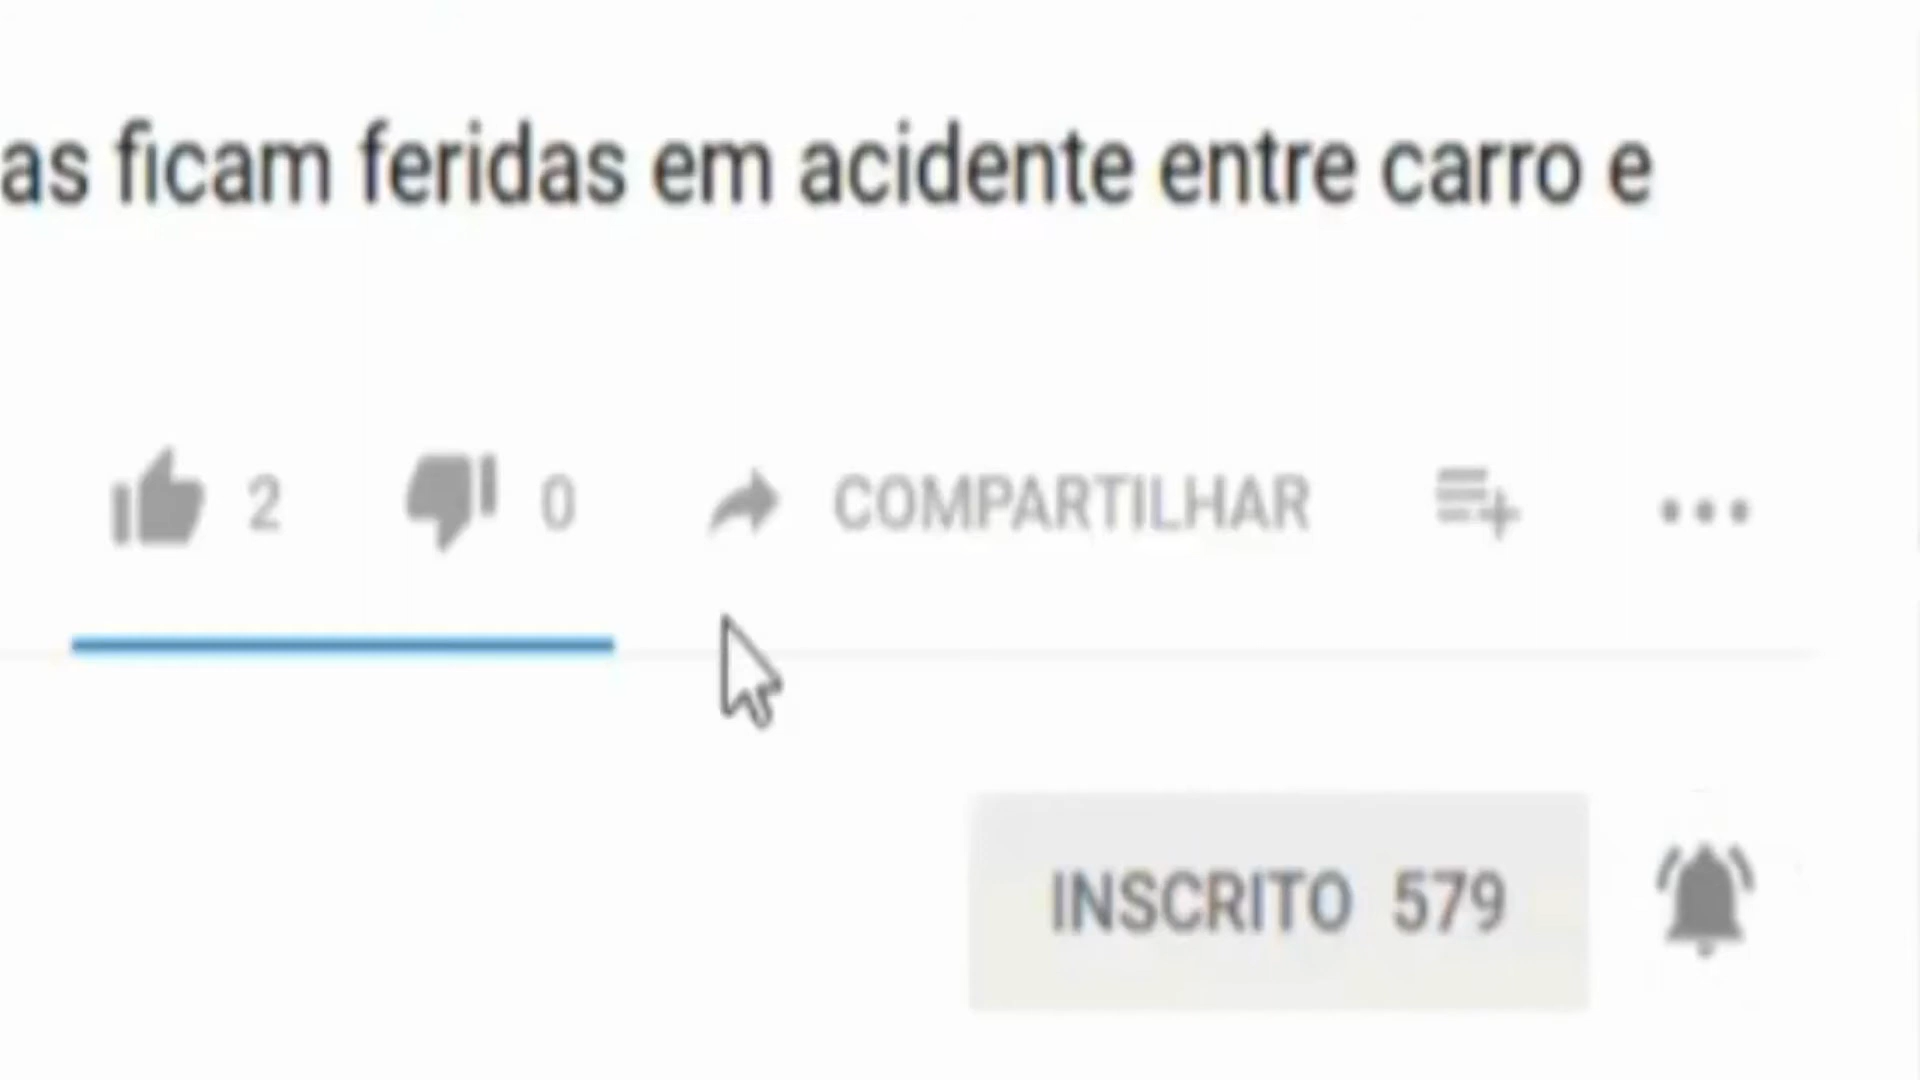 as ficam feridas em acidente entre carro e
2 0 COMPARTILHAR
INSCRITO 579